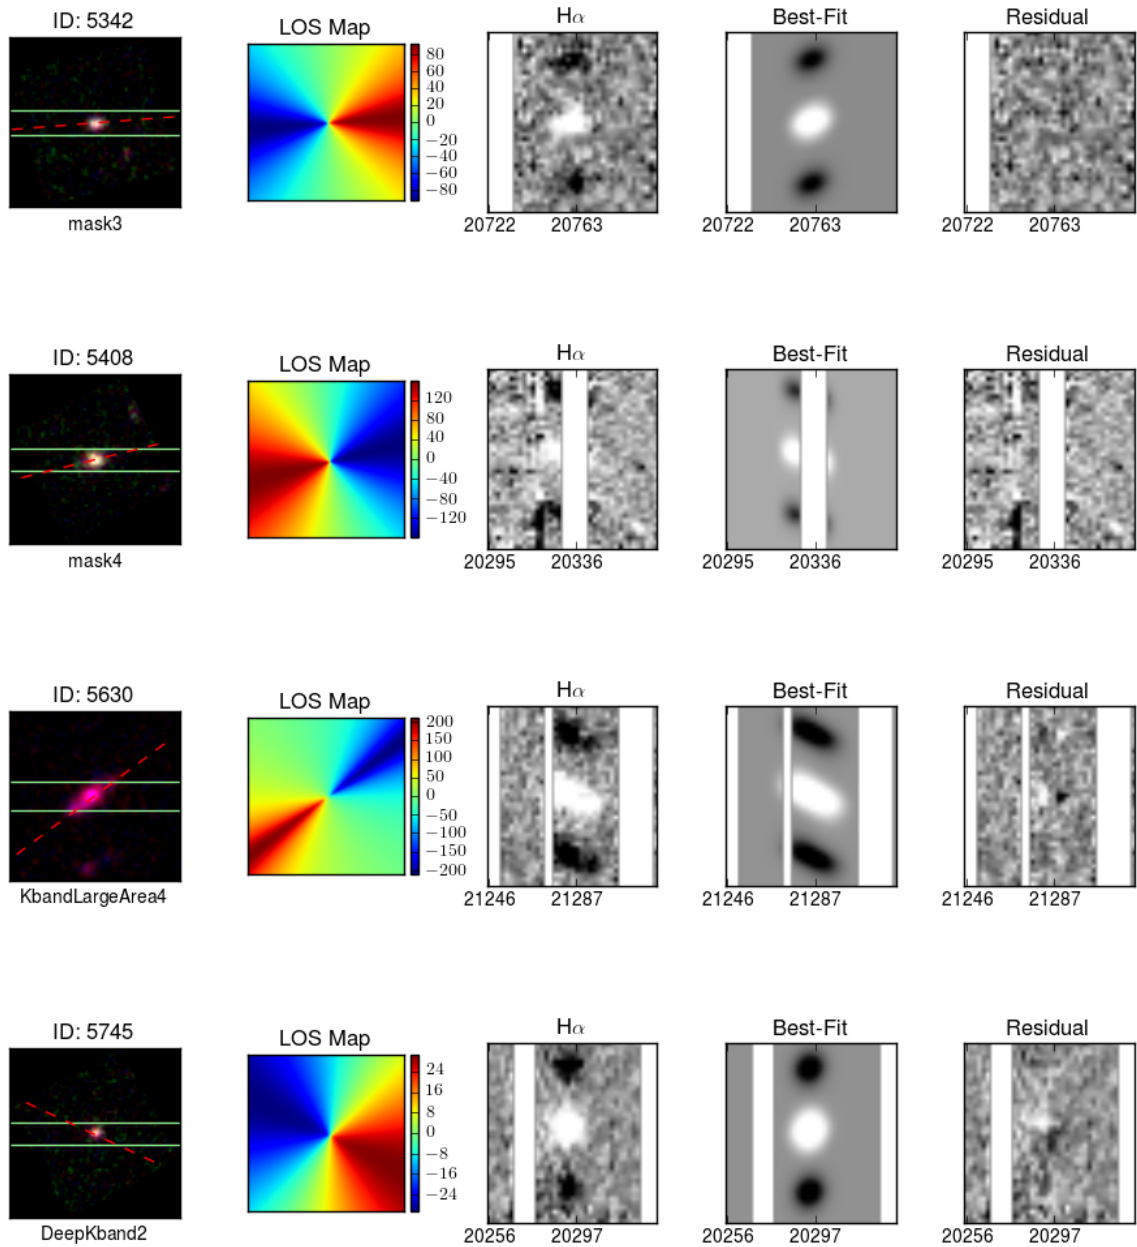 ID: 5342
LOS Map
Hα
Best-Fit
Residual
80
60
40
20
0
−20
−40
−60
−80
mask3
20722 20763
20722 20763
20722 20763
ID: 5408
LOS Map
Hα
Best-Fit
Residual
120
80
40
0
−40
−80
−120
mask4
20295 20336
20295 20336
20295 20336
ID: 5630
LOS Map
Hα
Best-Fit
Residual
200
150
100
50
0
−50
−100
−150
−200
KbandLargeArea4
21246 21287
21246 21287
21246 21287
ID: 5745
LOS Map
Hα
Best-Fit
Residual
24
16
8
0
−8
−16
−24
DeepKband2
20256 20297
20256 20297
20256 20297